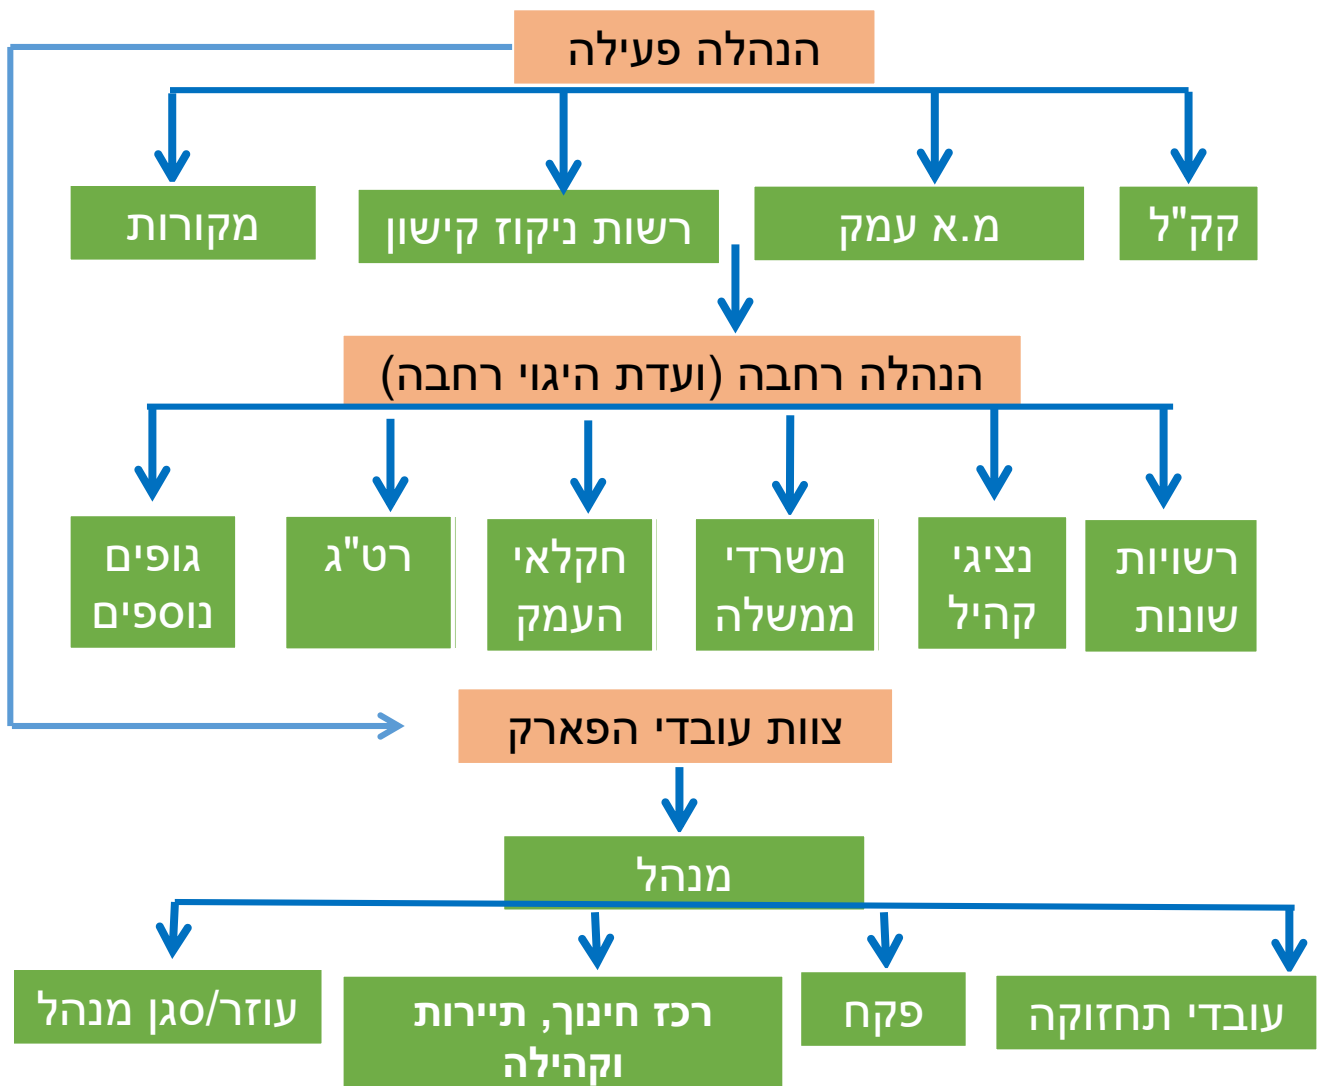 הנהלה פעילה
קק"ל
מ.א עמק
רשות ניקוז קישון
מקורות
הנהלה רחבה (ועדת היגוי רחבה)
רשויות
שונות
נציגי
קהיל
משרדי
ממשלה
חקלאי
העמק
רט"ג
גופים
נוספים
צוות עובדי הפארק
מנהל
עובדי תחזוקה
פקח
רכז חינוך, תיירות
וקהילה
עוזר/סגן מנהל